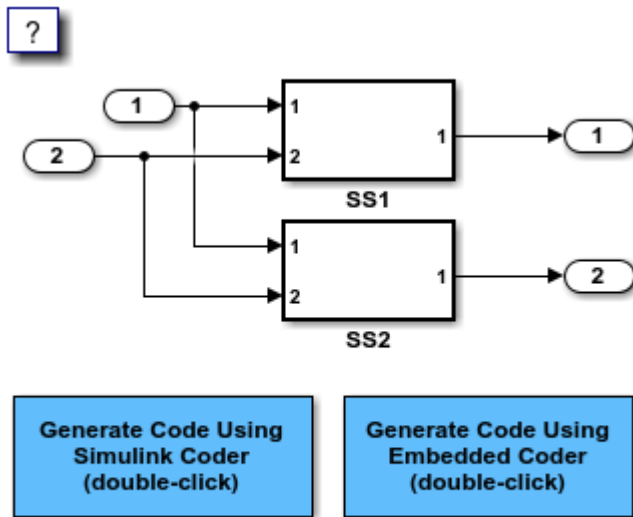 ?
1
1
1
1
2
2
SS1
1
1
2
2
SS2
Generate Code Using
Simulink Coder
(double-click)
Generate Code Using
Embedded Coder
(double-click)